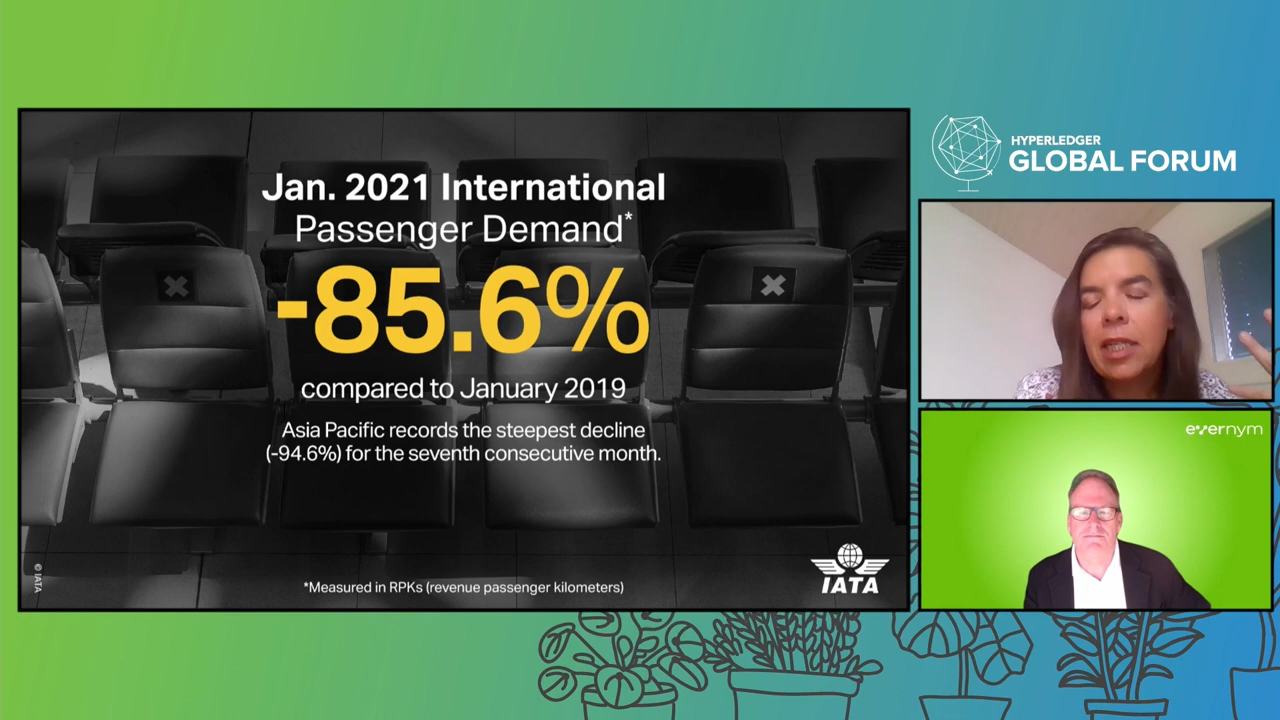 Jan. 2021 International
Passenger Demand*
-85.6%
compared to January 2019
Asia Pacific records the steepest decline
(-94.6%) for the seventh consecutive month.
*Measured in RPKs (revenue passenger kilometers)
© IATA
IATA
HYPERLEDGER
GLOBAL FORUM
evernym